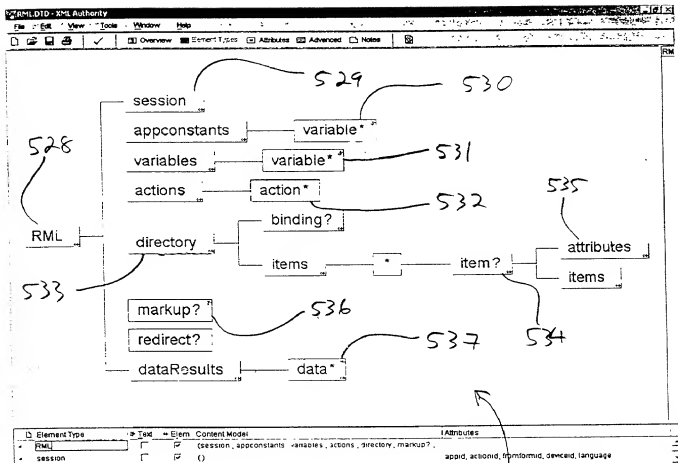 RML.DTD - XML Authority
File Edit View Tools Window Help
Overview Element Types Attributes Advanced Notes
RM
529
530
session
appconstants variable*
528
531
variables variable*
actions action*
532
535
binding?
RML
directory
attributes
items * item?
items
533
534
markup?
536
redirect?
537
dataResults data*
Element Type Text Elem Content Model Attributes
RML (session, appconstants variables, actions, directory, markup?,
session () appid, actionid, fromformid, deviceid, language